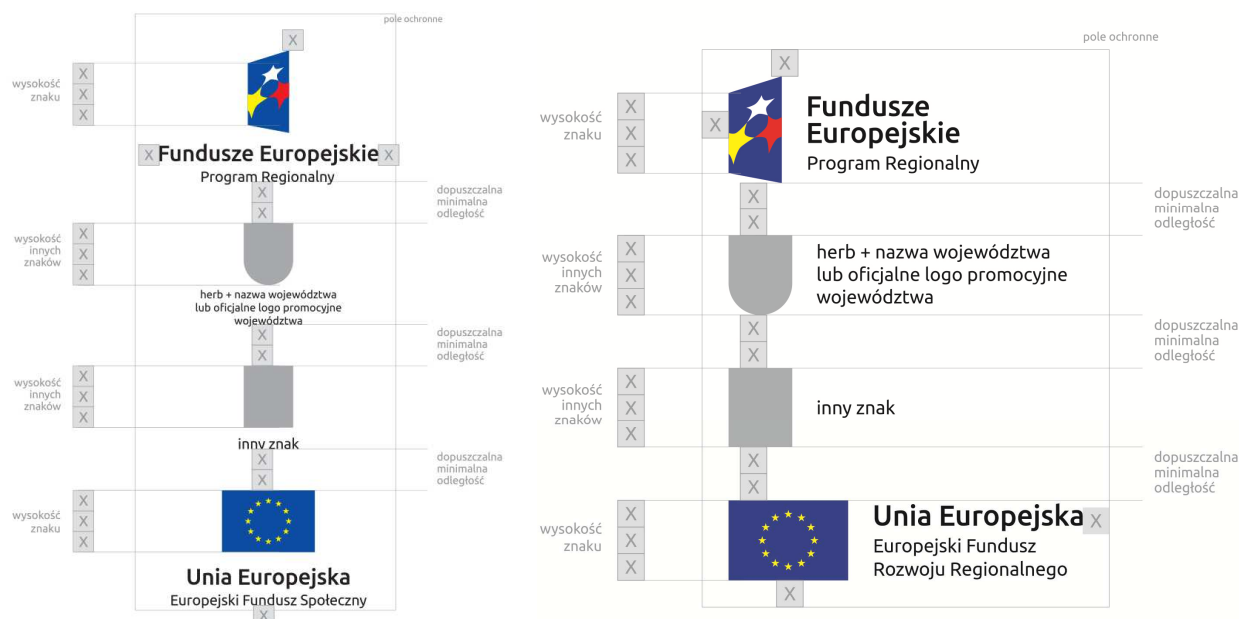 pole ochronne
X
wysokość
znaku
X
X
X
X Fundusze Europejskie X
Program Regionalny
X
X
dopuszczalna
minimalna
odległość
wysokość
innych
znaków
X
X
X
herb + nazwa województwa
lub oficjalne logo promocyjne
województwa
X
X
dopuszczalna
minimalna
odległość
wysokość
innych
znaków
X
X
X
inny znak
X
X
dopuszczalna
minimalna
odległość
wysokość
znaku
X
X
X
Unia Europejska
Europejski Fundusz Społeczny
X
pole ochronne
X
wysokość
znaku
X
X
X
X
Fundusze
Europejskie
Program Regionalny
X
X
dopuszczalna
minimalna
odległość
wysokość
innych
znaków
X
X
X
herb + nazwa województwa
lub oficjalne logo promocyjne
województwa
X
X
dopuszczalna
minimalna
odległość
wysokość
innych
znaków
X
X
X
inny znak
X
X
dopuszczalna
minimalna
odległość
wysokość
znaku
X
X
X
Unia Europejska X
Europejski Fundusz
Rozwoju Regionalnego
X